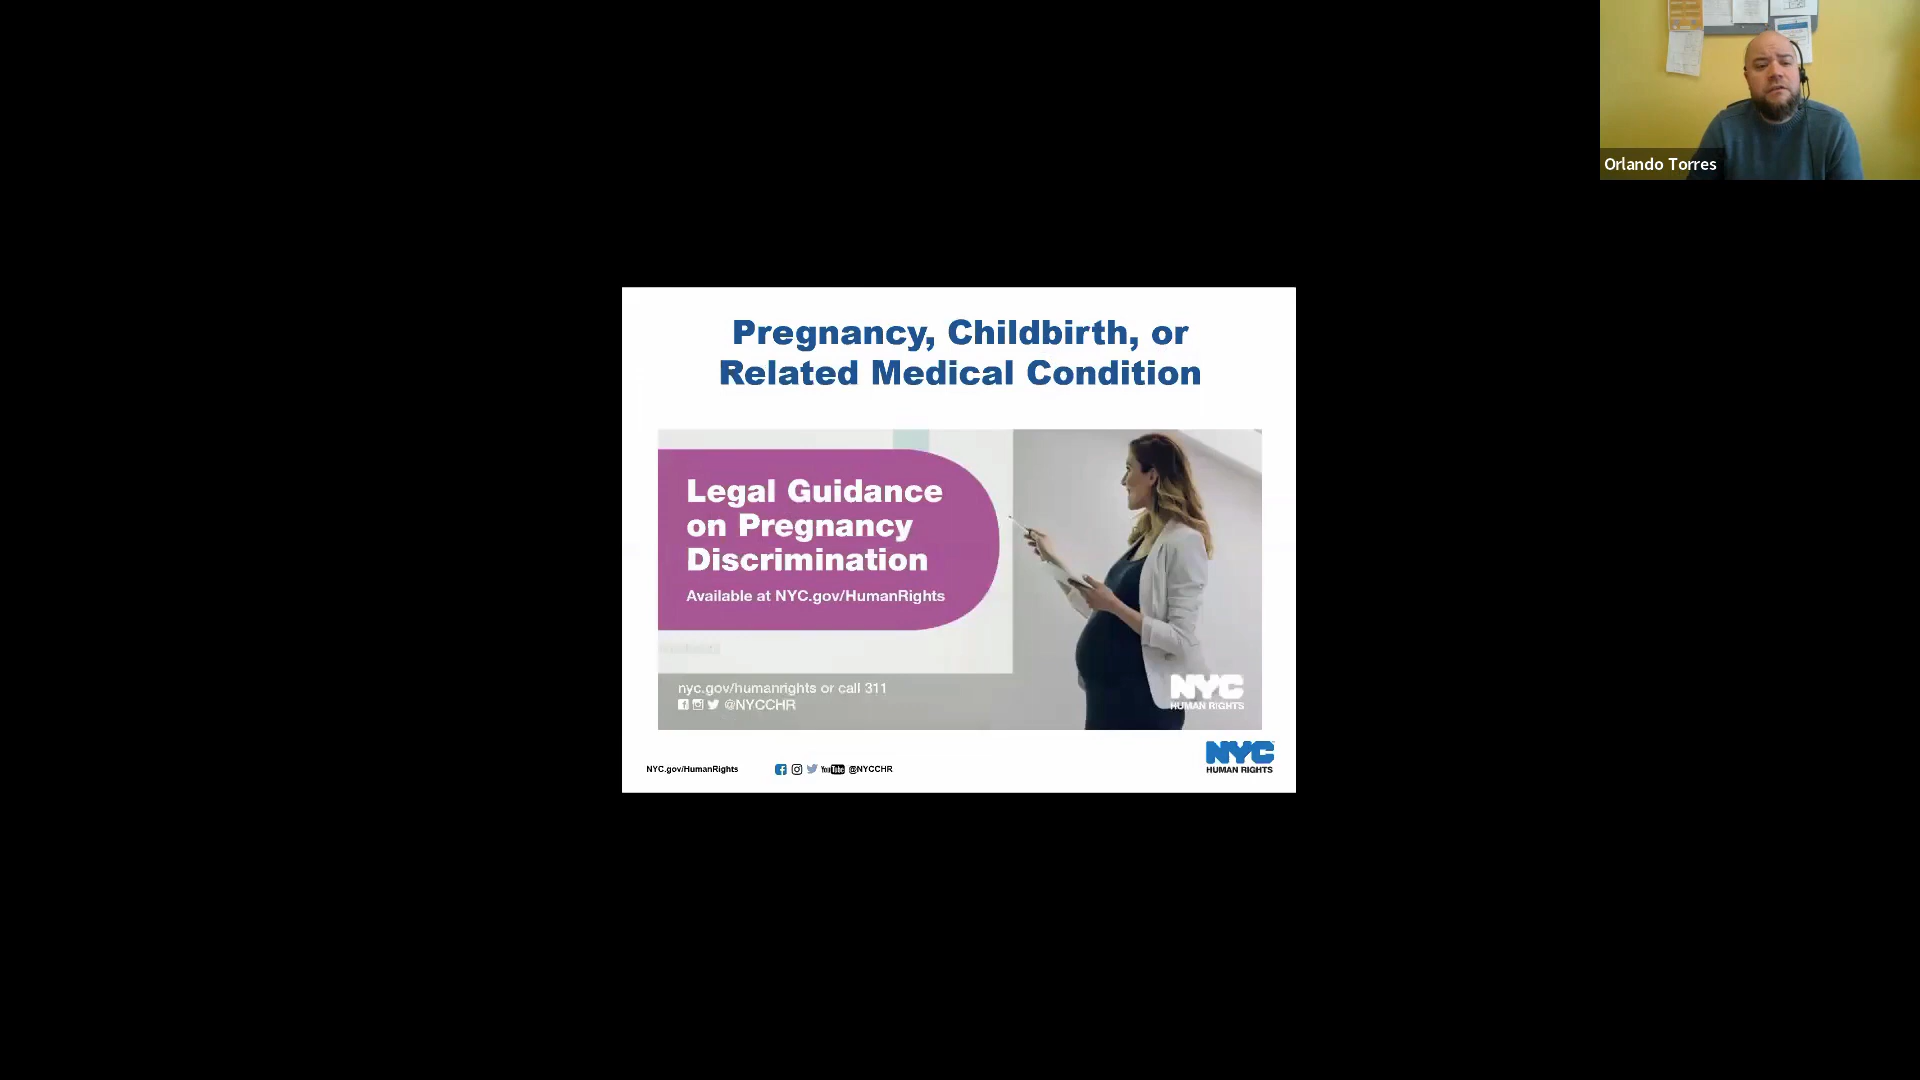 Orlando Torres
Pregnancy, Childbirth, or
Related Medical Condition
Legal Guidance
on Pregnancy
Discrimination
Available at NYC.gov/HumanRights
nyc.gov/humanrights or call 311
@NYCCHR
NYC
HUMAN RIGHTS
NYC.gov/HumanRights
YouTube @NYCCHR
NYC
HUMAN RIGHTS